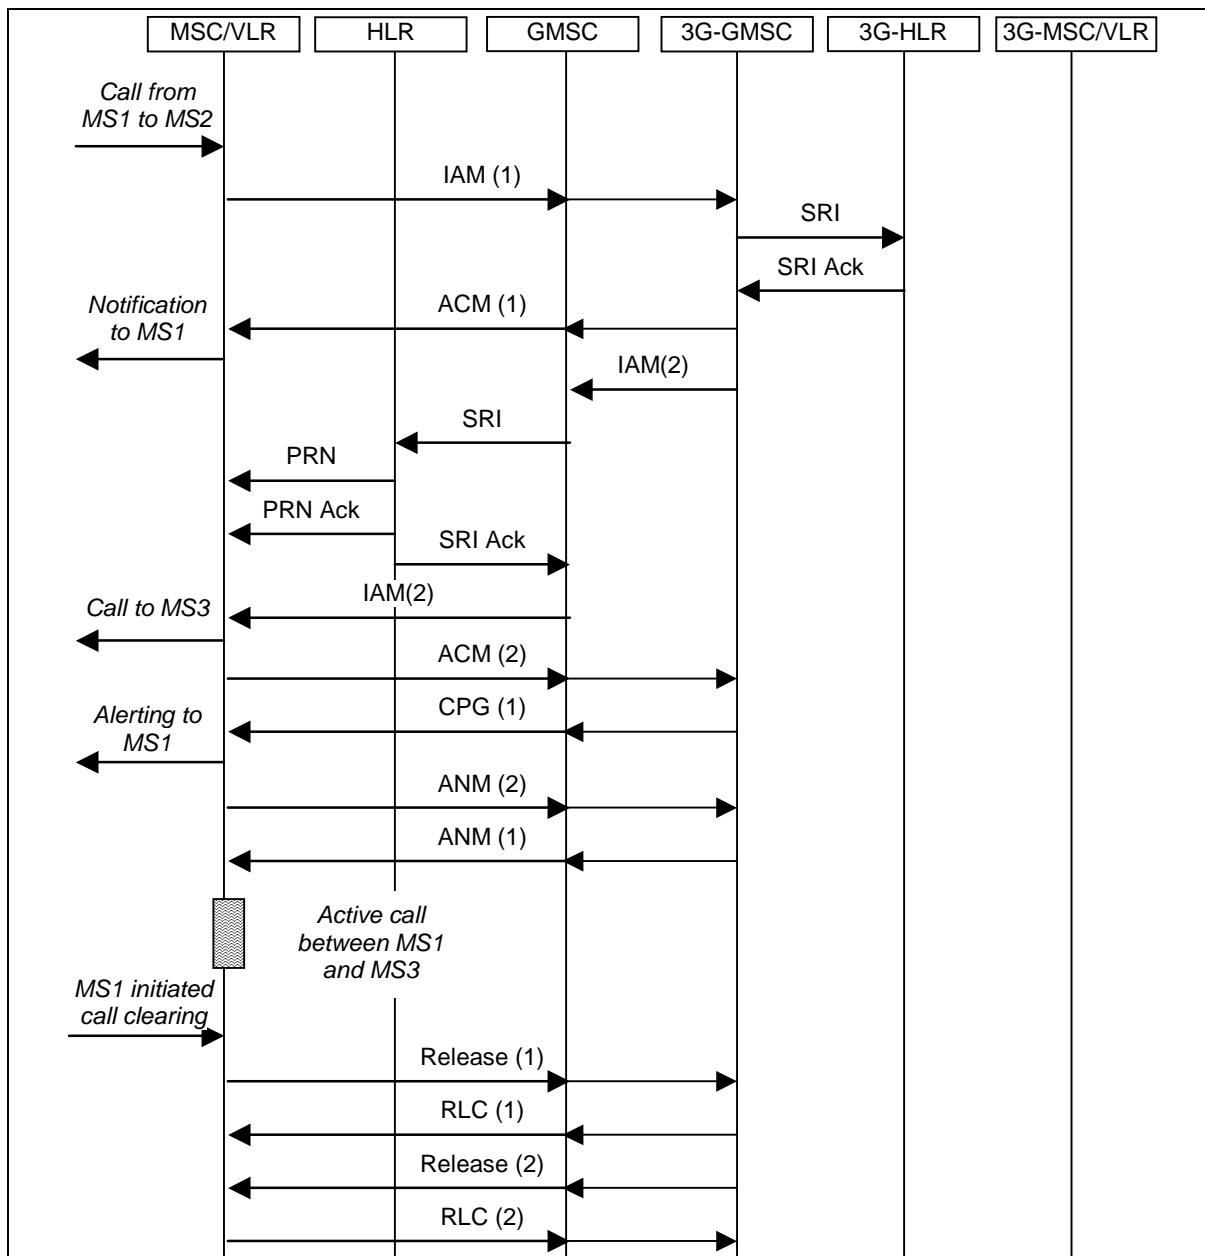 MSC/VLR
HLR
GMSC
3G-GMSC
3G-HLR
3G-MSC/VLR
Call from
MS1 to MS2
IAM (1)
SRI
SRI Ack
Notification
to MS1
ACM (1)
IAM(2)
SRI
PRN
PRN Ack
SRI Ack
IAM(2)
Call to MS3
ACM (2)
CPG (1)
Alerting to
MS1
ANM (2)
ANM (1)
Active call
between MS1
and MS3
MS1 initiated
call clearing
Release (1)
RLC (1)
Release (2)
RLC (2)